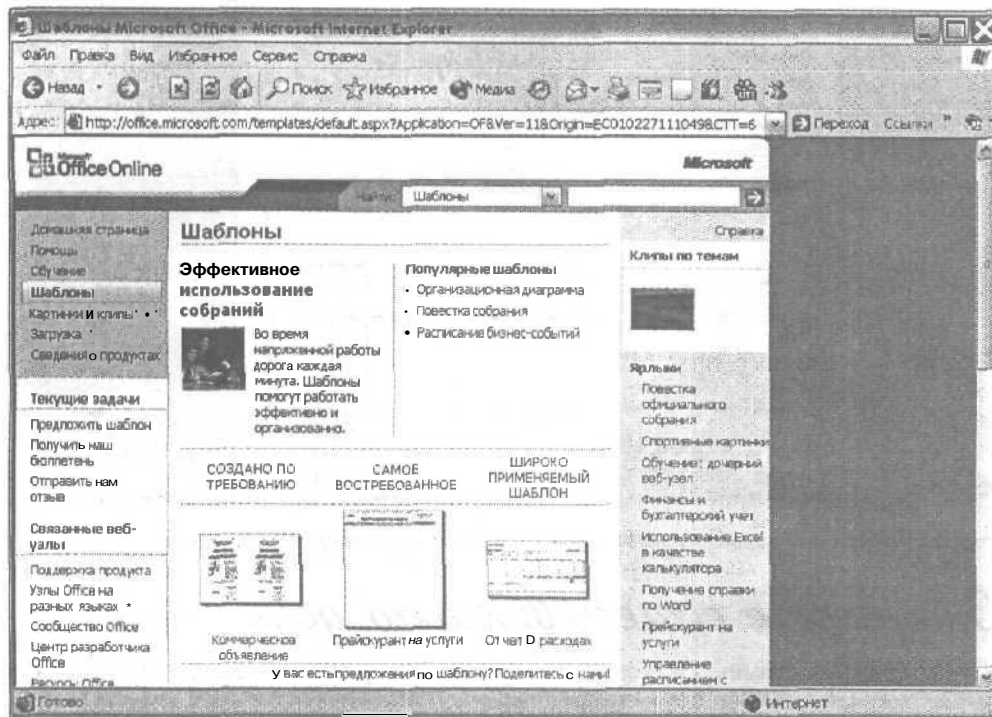 Шаблоны Microsoft Office - Microsoft Internet Explorer
Файл Правка Вид Избранное Сервис Справка
Назад Поиск Избранное Медиа
Адрес: http://office.microsoft.com/templates/default.aspx?Application=OF&Ver=11&Origin=EC010227111049&CTT=6 Переход Ссылки »
Microsoft
Office Online
Microsoft
Найти: Шаблоны
Домашняя страница
Помощь
Обучение
Шаблоны
Картинки и клипы
Загрузка
Сведения о продуктах
Текущие задачи
Предложить шаблон
Получить наш
бюллетень
Отправить нам
отзыв
Связанные веб-
узлы
Поддержка продукта
Узлы Office на
разных языках
Сообщество Office
Центр разработчика
Office
Ресурсы Office
Шаблоны
Эффективное
использование
собраний
Во время
напряженной работы
дорога каждая
минута. Шаблоны
помогут работать
эффективно и
организованно.
Популярные шаблоны
• Организационная диаграмма
• Повестка собрания
• Расписание бизнес-событий
СОЗДАНО ПО
ТРЕБОВАНИЮ
САМОЕ
ВОСТРЕБОВАННОЕ
ШИРОКО
ПРИМЕНЯЕМЫЙ
ШАБЛОН
Коммерческое
объявление
Прейскурант на услуги
Отчет D расходах
У вас есть предложения по шаблону? Поделитесь с нами!
Справка
Клипы по темам
Ярлыки
Повестка
официального
собрания
Спортивные картинки
Обучение: дочерний
веб-узел
Финансы и
бухгалтерский учет
Использование Excel
в качестве
калькулятора
Получение справки
по Word
Прейскурант на
услуги
Управление
расписанием с
Готово
Интернет